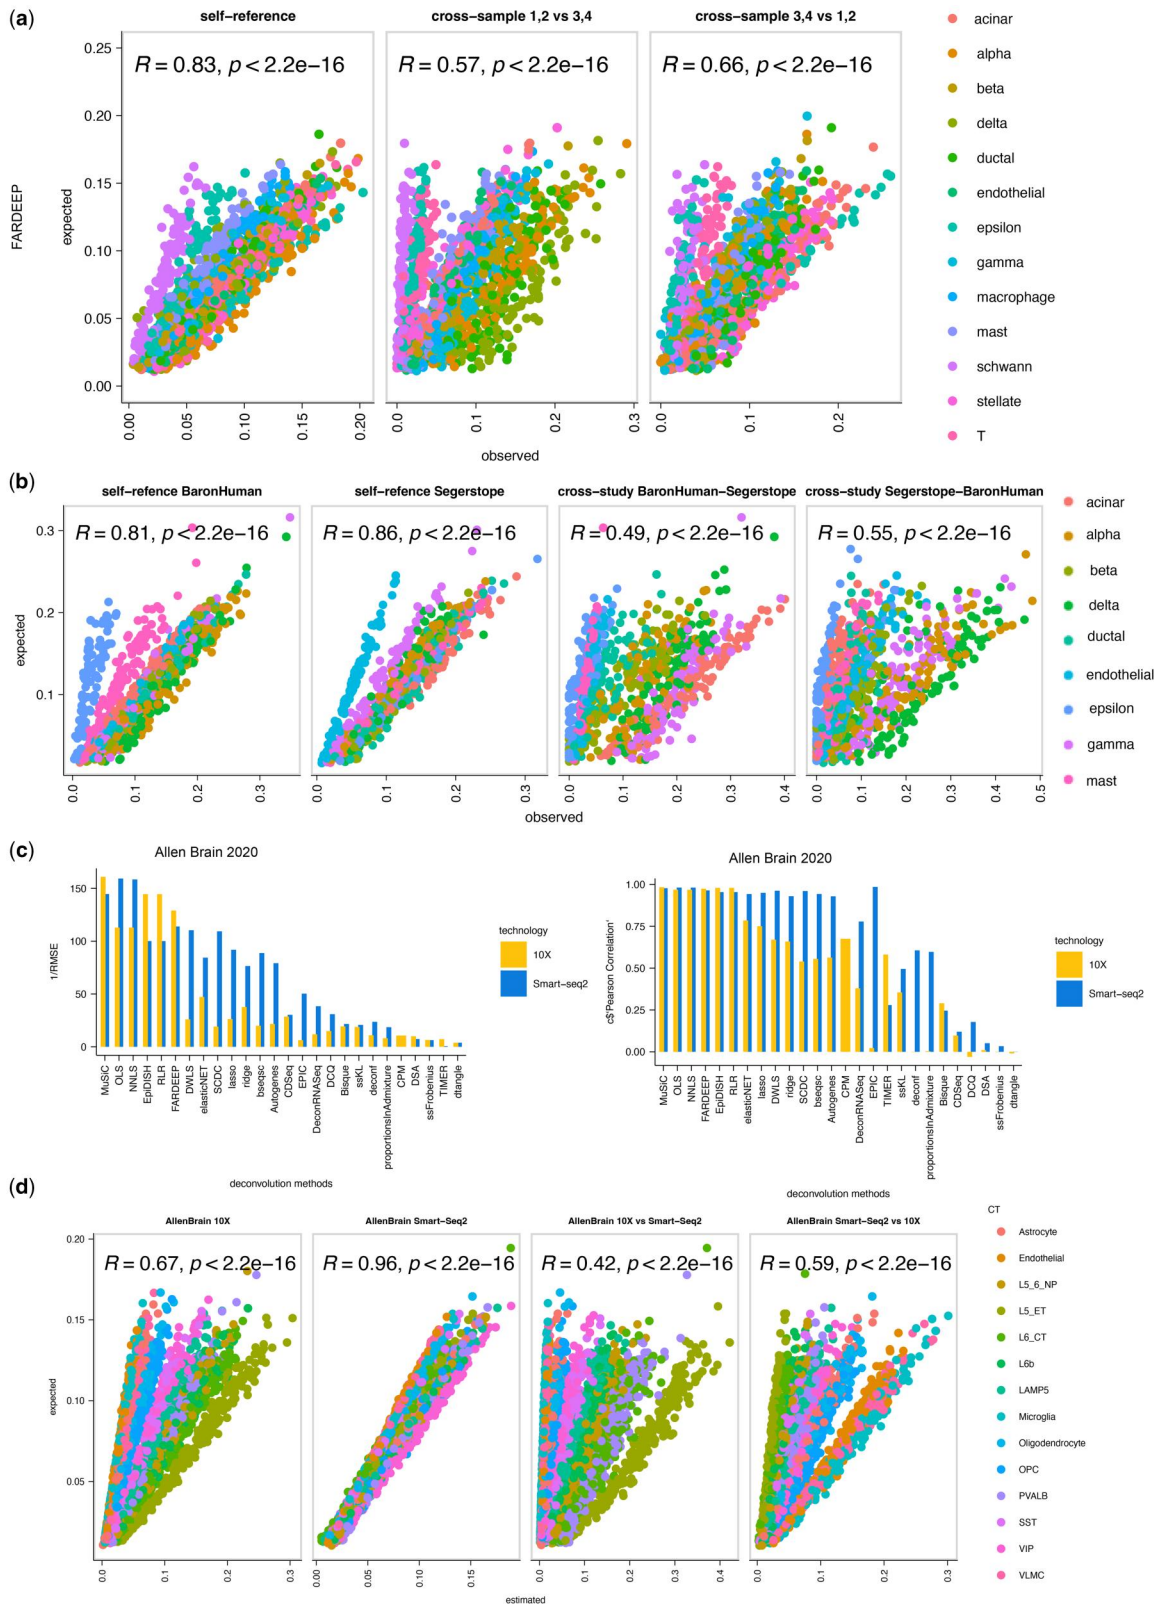 (a)
self-reference
cross-sample 1,2 vs 3,4
cross-sample 3,4 vs 1,2
R = 0.83, p < 2.2e−16
R = 0.57, p < 2.2e−16
R = 0.66, p < 2.2e−16
FARDEEP
expected
0.25
0.20
0.15
0.10
0.05
0.00
0.00
0.05
0.10
0.15
0.20
0.0
0.1
0.2
0.3
0.0
0.1
0.2
observed
acinar
alpha
beta
delta
ductal
endothelial
epsilon
gamma
macrophage
mast
schwann
stellate
T
(b)
self−refence BaronHuman
self−refence Segerstope
cross−study BaronHuman−Segerstope
cross−study Segerstope−BaronHuman
R = 0.81, p < 2.2e−16
R = 0.86, p < 2.2e−16
R = 0.49, p < 2.2e−16
R = 0.55, p < 2.2e−16
expected
0.3
0.2
0.1
0.0
0.1
0.2
0.3
0.0
0.1
0.2
0.3
0.0
0.1
0.2
0.3
0.4
0.0
0.1
0.2
0.3
0.4
0.5
observed
acinar
alpha
beta
delta
ductal
endothelial
epsilon
gamma
mast
(c)
Allen Brain 2020
1/RMSE
150
100
50
0
MuSiC
OLS
NNLS
EpiDISH
RLR
FARDEEP
DWLS
elasticNET
SCDC
lasso
ridge
bseqsc
Autogenes
CDSeq
EPIC
DeconRNASeq
DCQ
Bisque
ssKL
deconf
proportionsInAdmixture
CPM
DSA
ssFrobenius
TIMER
dtangle
deconvolution methods
technology
10X
Smart−seq2
Allen Brain 2020
c$'Pearson Correlation'
1.00
0.75
0.50
0.25
0.00
MuSiC
OLS
NNLS
FARDEEP
EpiDISH
RLR
elasticNET
lasso
DWLS
ridge
SCDC
bseqsc
Autogenes
CPM
DeconRNASeq
EPIC
TIMER
ssKL
deconf
proportionsInAdmixture
Bisque
CDSeq
DCQ
DSA
ssFrobenius
dtangle
deconvolution methods
technology
10X
Smart−seq2
(d)
AllenBrain 10X
AllenBrain Smart−Seq2
AllenBrain 10X vs Smart−Seq2
AllenBrain Smart−Seq2 vs 10X
R = 0.67, p < 2.2e−16
R = 0.96, p < 2.2e−16
R = 0.42, p < 2.2e−16
R = 0.59, p < 2.2e−16
expected
0.20
0.15
0.10
0.05
0.0
0.1
0.2
0.3
0.00
0.05
0.10
0.15
0.0
0.1
0.2
0.3
0.4
0.0
0.1
0.2
0.3
estimated
CT
Astrocyte
Endothelial
L5_6_NP
L5_ET
L6_CT
L6b
LAMP5
Microglia
Oligodendrocyte
OPC
PVALB
SST
VIP
VLMC